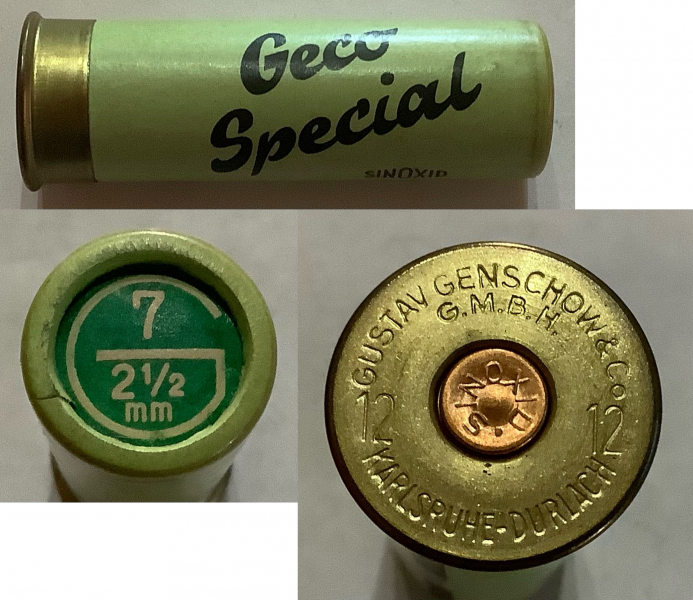 Geco
Special
SINOXID
7
2 1/2
mm
GUSTAV GENSCHOW & Co
G.M.B.H.
12 12
KARLSRUHE-DURLACH
SINOXID.